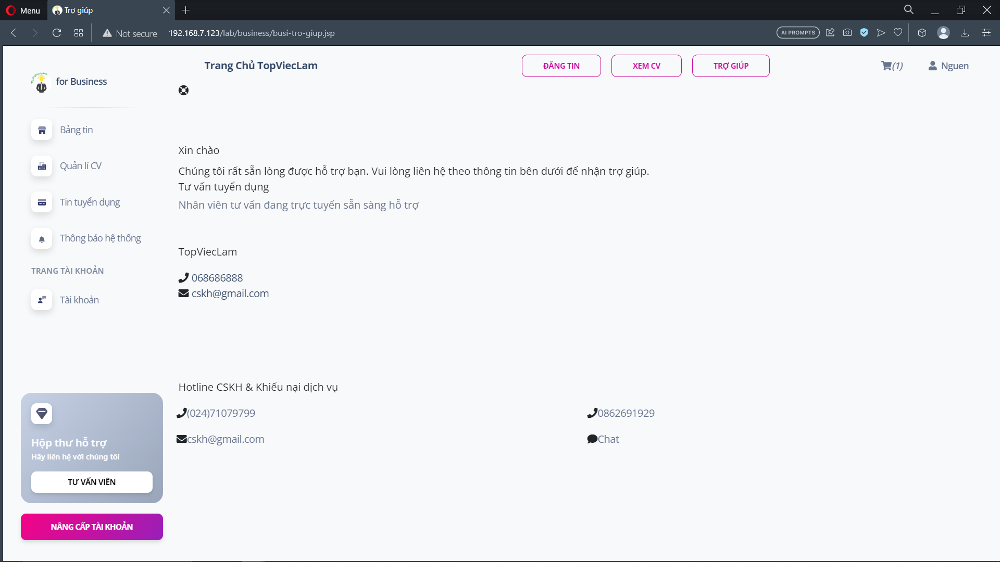 Menu
Trợ giúp
Not secure
192.168.7.123/lab/business/busi-tro-giup.jsp
AI PROMPTS
TOPViecLam
for Business
Trang Chủ TopViecLam
ĐĂNG TIN
XEM CV
TRỢ GIÚP
(1)
Nguen
Bảng tin
Quản lí CV
Tin tuyển dụng
Thông báo hệ thống
TRANG TÀI KHOẢN
Tài khoản
Hộp thư hỗ trợ
Hãy liên hệ với chúng tôi
TƯ VẤN VIÊN
NÂNG CẤP TÀI KHOẢN
Xin chào
Chúng tôi rất sẵn lòng được hỗ trợ bạn. Vui lòng liên hệ theo thông tin bên dưới để nhận trợ giúp.
Tư vấn tuyển dụng
Nhân viên tư vấn đang trực tuyến sẵn sàng hỗ trợ
TopViecLam
068686888
cskh@gmail.com
Hotline CSKH & Khiếu nại dịch vụ
(024)71079799
0862691929
cskh@gmail.com
Chat